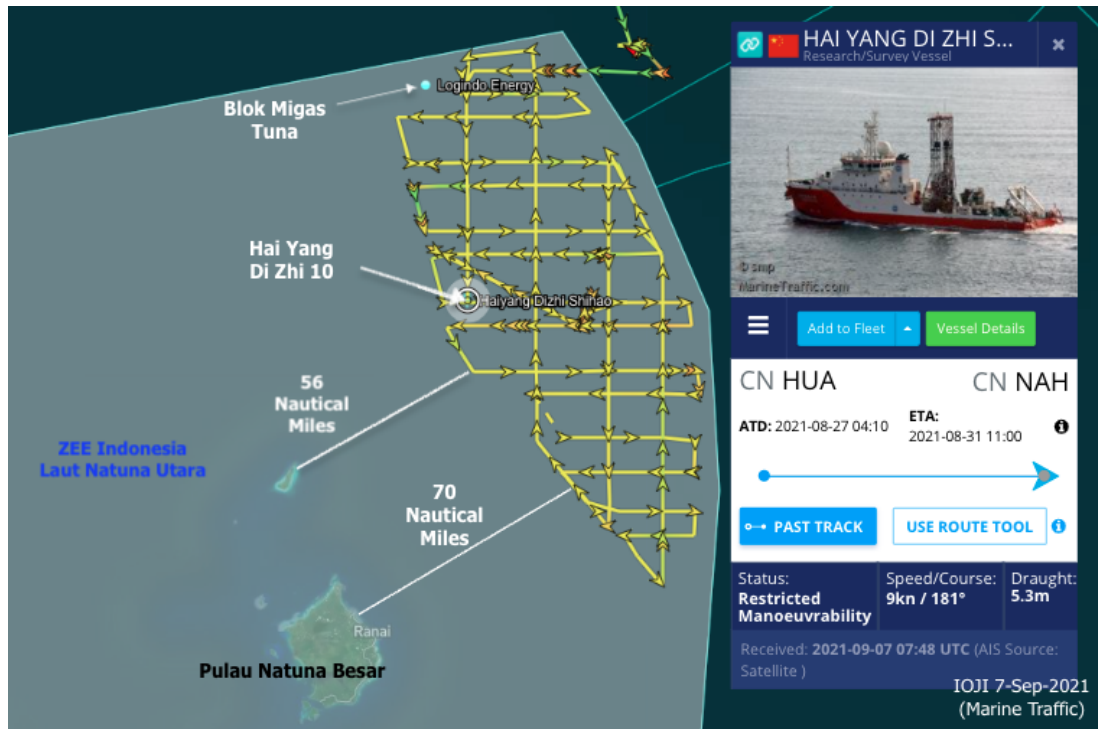 Blok Migas
Tuna
Logindo Energy
Hai Yang
Di Zhi 10
Haiyang Dizhi Shihao
56
Nautical
Miles
ZEE Indonesia
Laut Natuna Utara
70
Nautical
Miles
Ranai
Pulau Natuna Besar
HAI YANG DI ZHI S...
Research/Survey Vessel
×
© smp
MarineTraffic.com
Add to Fleet
Vessel Details
CN HUA
CN NAH
ATD: 2021-08-27 04:10
ETA:
2021-08-31 11:00
PAST TRACK
USE ROUTE TOOL
Status:
Restricted
Manoeuvrability
Speed/Course:
9kn / 181°
Draught:
5.3m
Received: 2021-09-07 07:48 UTC (AIS Source:
Satellite )
IOJI 7-Sep-2021
(Marine Traffic)